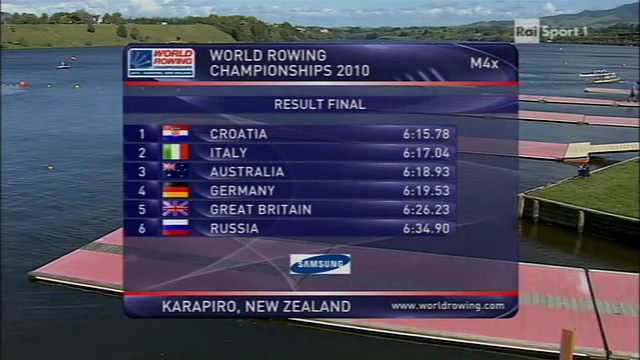 Rai Sport 1
WORLD ROWING
WORLD ROWING
CHAMPIONSHIPS 2010
M4x
RESULT FINAL
1 CROATIA 6:15.78
2 ITALY 6:17.04
3 AUSTRALIA 6:18.93
4 GERMANY 6:19.53
5 GREAT BRITAIN 6:26.23
6 RUSSIA 6:34.90
SAMSUNG
KARAPIRO, NEW ZEALAND www.worldrowing.com